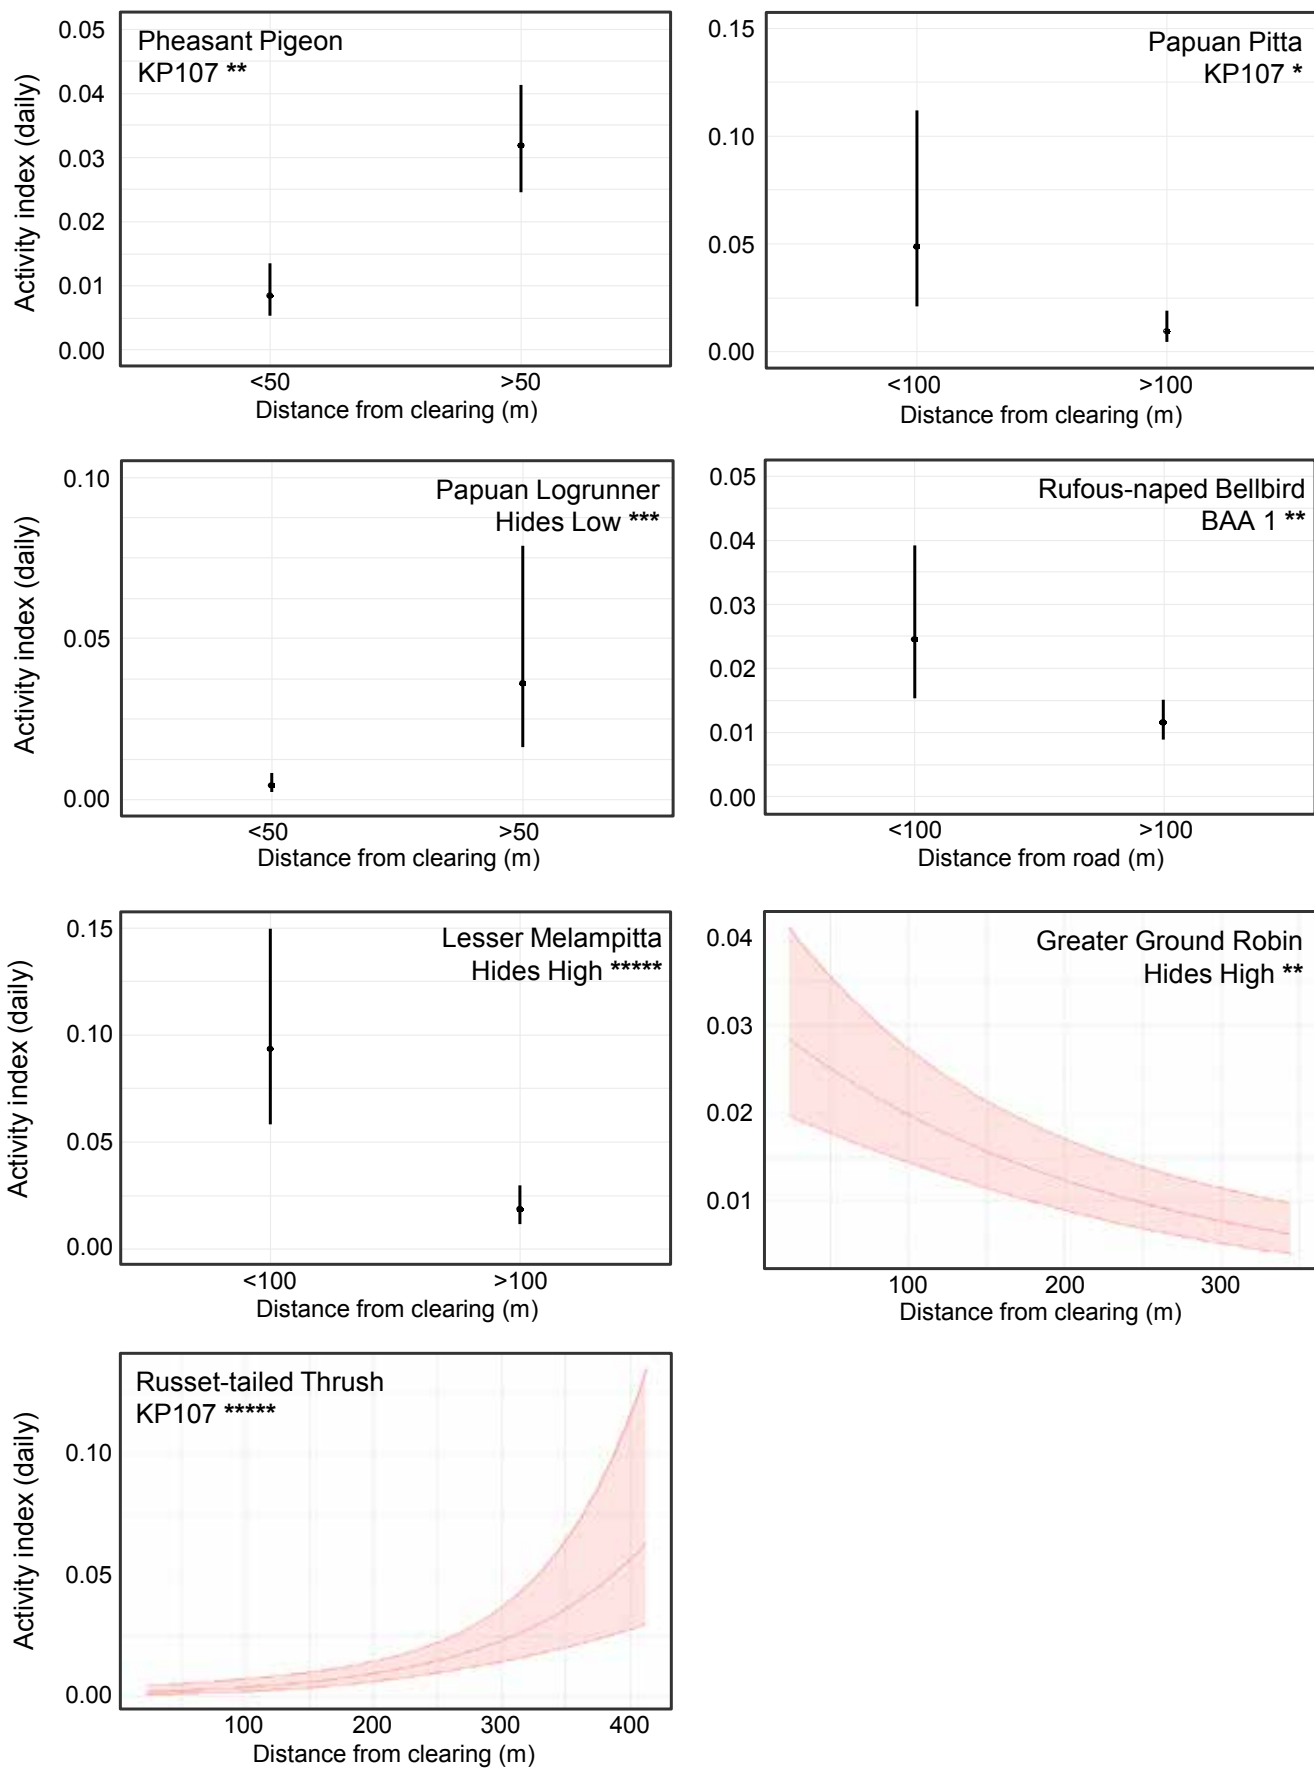 Activity index (daily)
0.05
0.04
0.03
0.02
0.01
0.00
Pheasant Pigeon
KP107 **
<50
>50
Distance from clearing (m)
0.15
0.10
0.05
0.00
Papuan Pitta
KP107 *
<100
>100
Distance from clearing (m)
Activity index (daily)
0.10
0.05
0.00
Papuan Logrunner
Hides Low ***
<50
>50
Distance from clearing (m)
0.05
0.04
0.03
0.02
0.01
0.00
Rufous-naped Bellbird
BAA 1 **
<100
>100
Distance from road (m)
Activity index (daily)
0.15
0.10
0.05
0.00
Lesser Melampitta
Hides High *****
<100
>100
Distance from clearing (m)
0.04
0.03
0.02
0.01
Greater Ground Robin
Hides High **
100
200
300
Distance from clearing (m)
Activity index (daily)
0.10
0.05
0.00
Russet-tailed Thrush
KP107 *****
100
200
300
400
Distance from clearing (m)